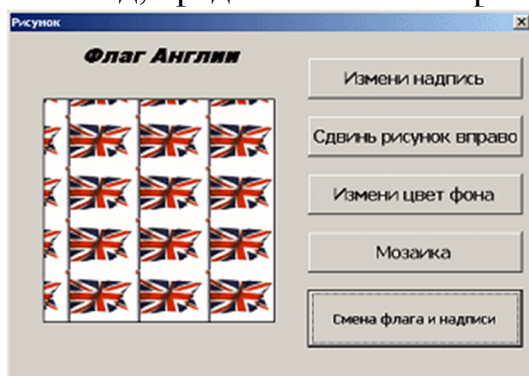 Рисунок
Флаг Англии
Измени надпись
Сдвинь рисунок вправо
Измени цвет фона
Мозаика
Смена флага и надписи